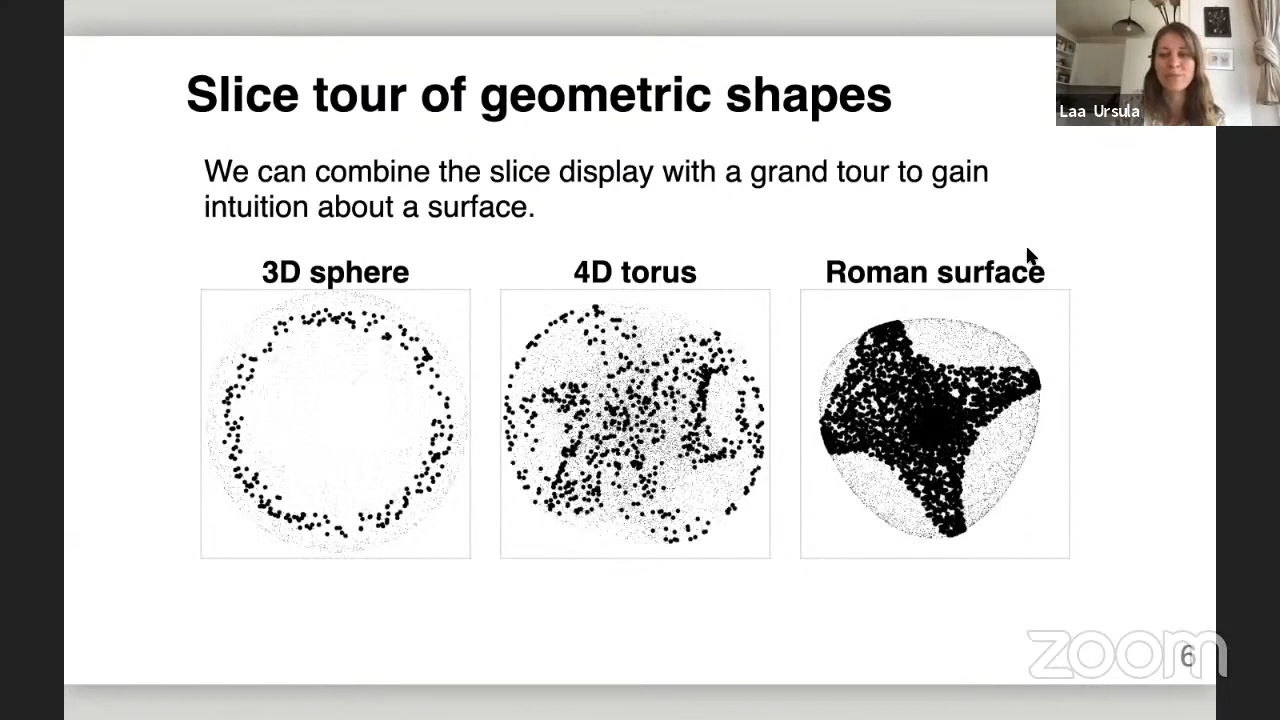 Slice tour of geometric shapes
Laa Ursula
We can combine the slice display with a grand tour to gain
intuition about a surface.
3D sphere
4D torus
Roman surface
zoom
6